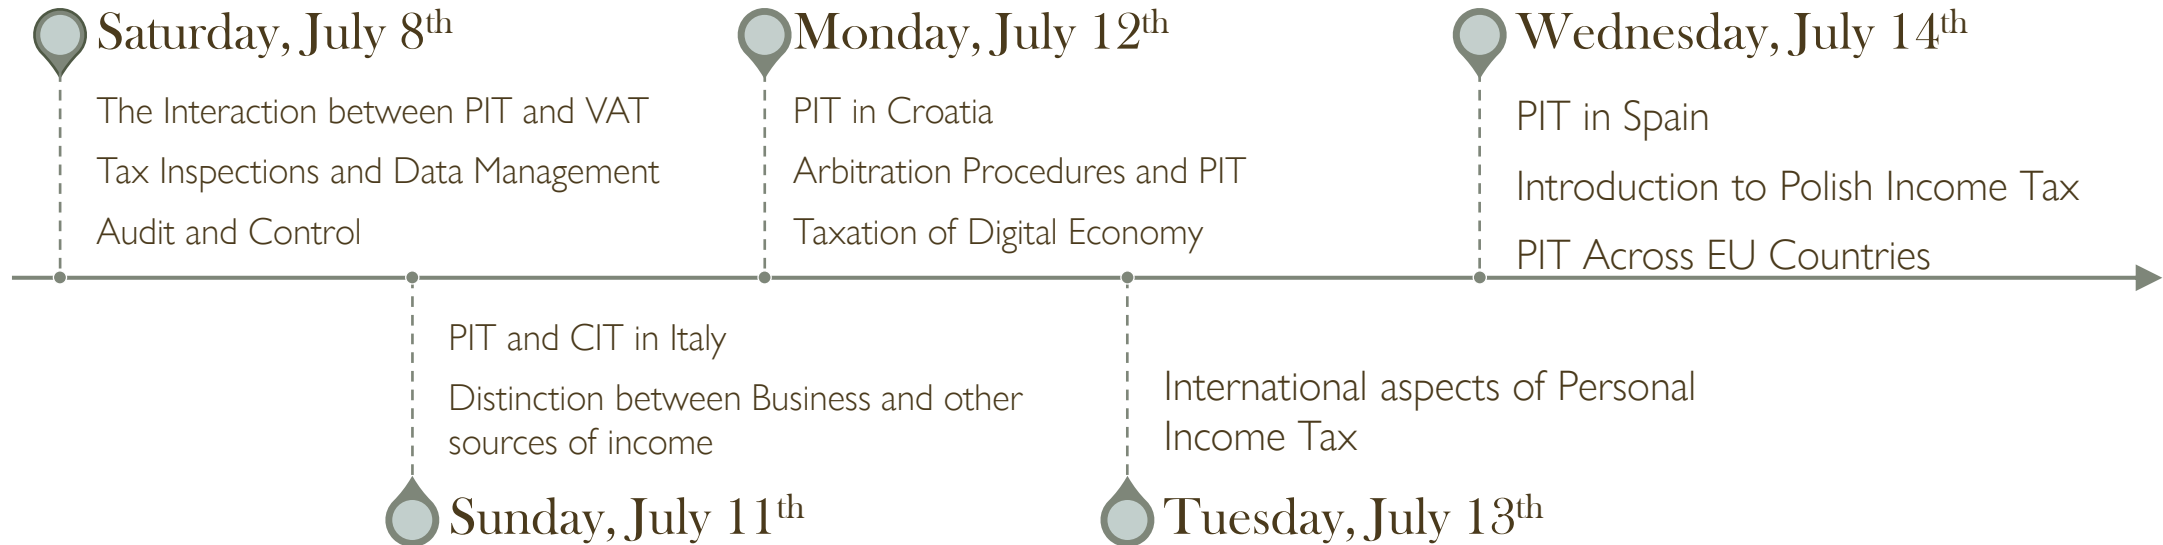 Saturday, July 8th
The Interaction between PIT and VAT
Tax Inspections and Data Management
Audit and Control
PIT and CIT in Italy
Distinction between Business and other
sources of income
Sunday, July 11th
Monday, July 12th
PIT in Croatia
Arbitration Procedures and PIT
Taxation of Digital Economy
International aspects of Personal
Income Tax
Tuesday, July 13th
Wednesday, July 14th
PIT in Spain
Introduction to Polish Income Tax
PIT Across EU Countries